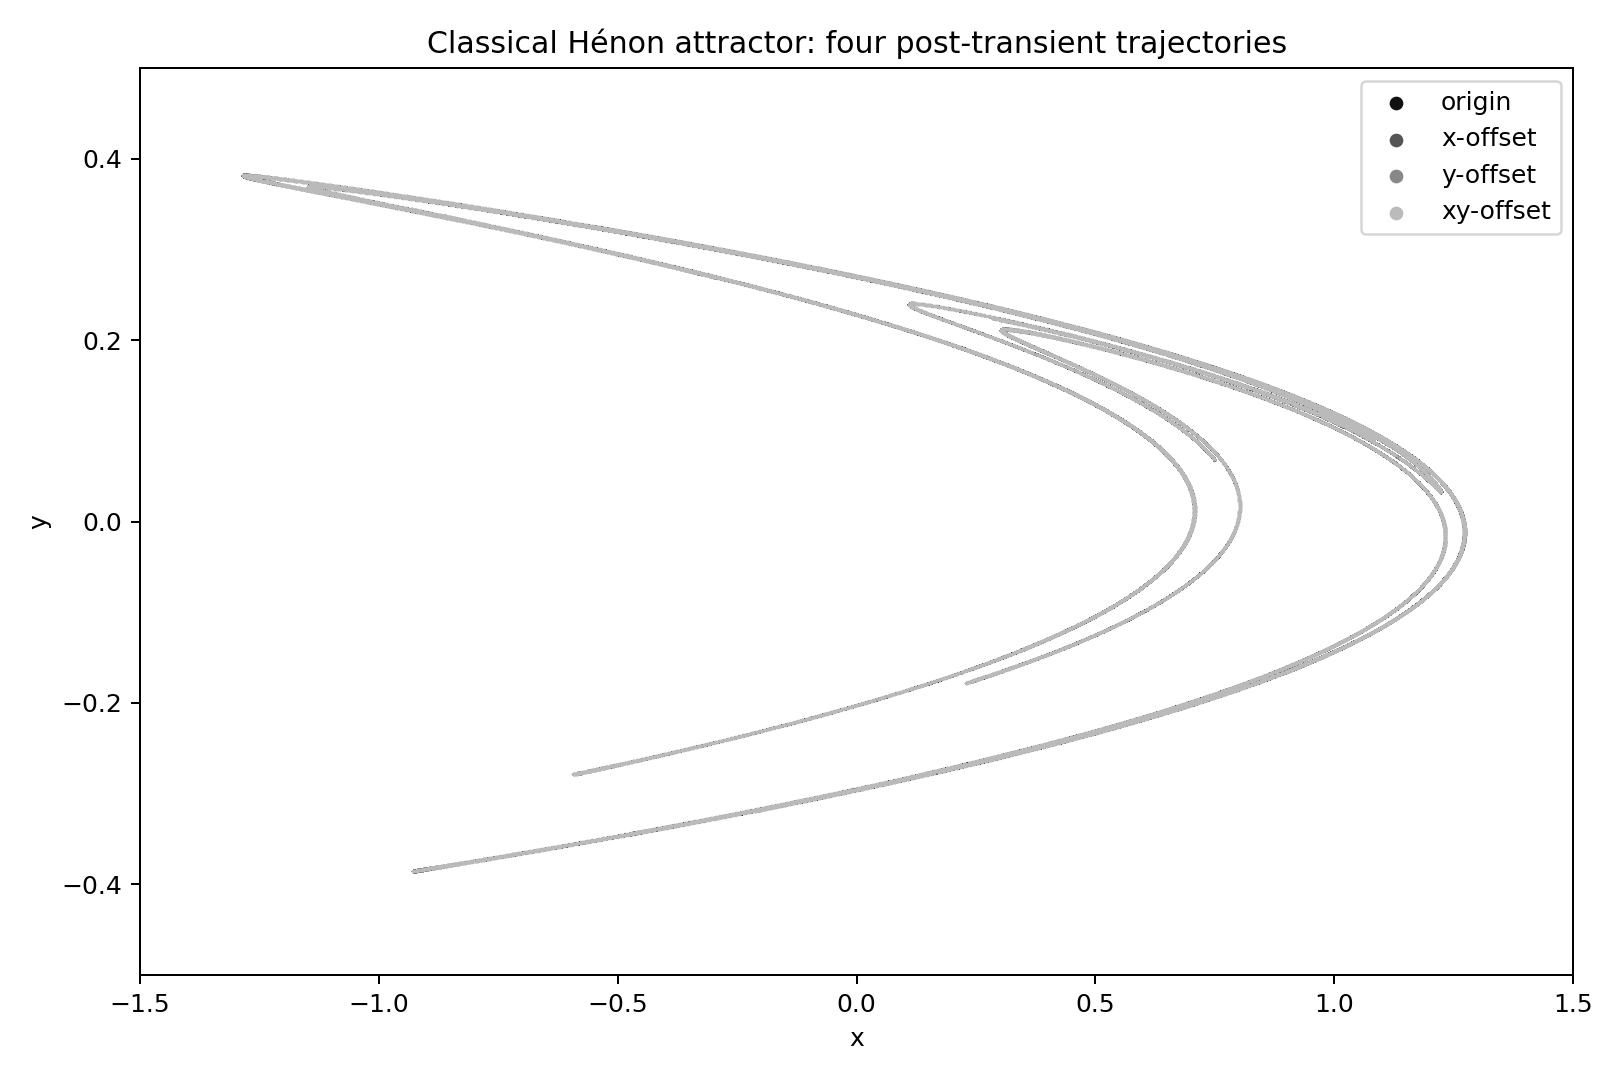 Classical Hénon attractor: four post-transient trajectories
origin
x-offset
y-offset
xy-offset
0.4
0.2
0.0
−0.2
−0.4
y
−1.5
−1.0
−0.5
0.0
0.5
1.0
1.5
x